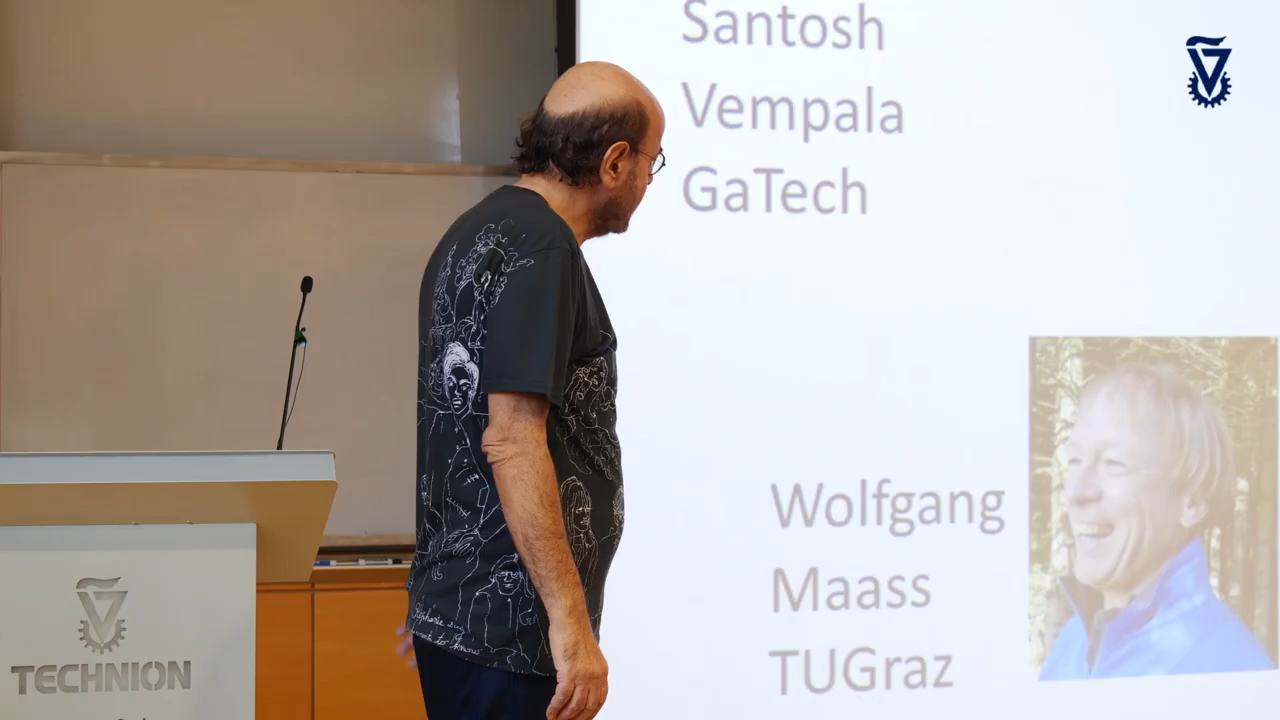 Santosh
Vempala
GaTech
Wolfgang
Maass
TUGraz
TECHNION